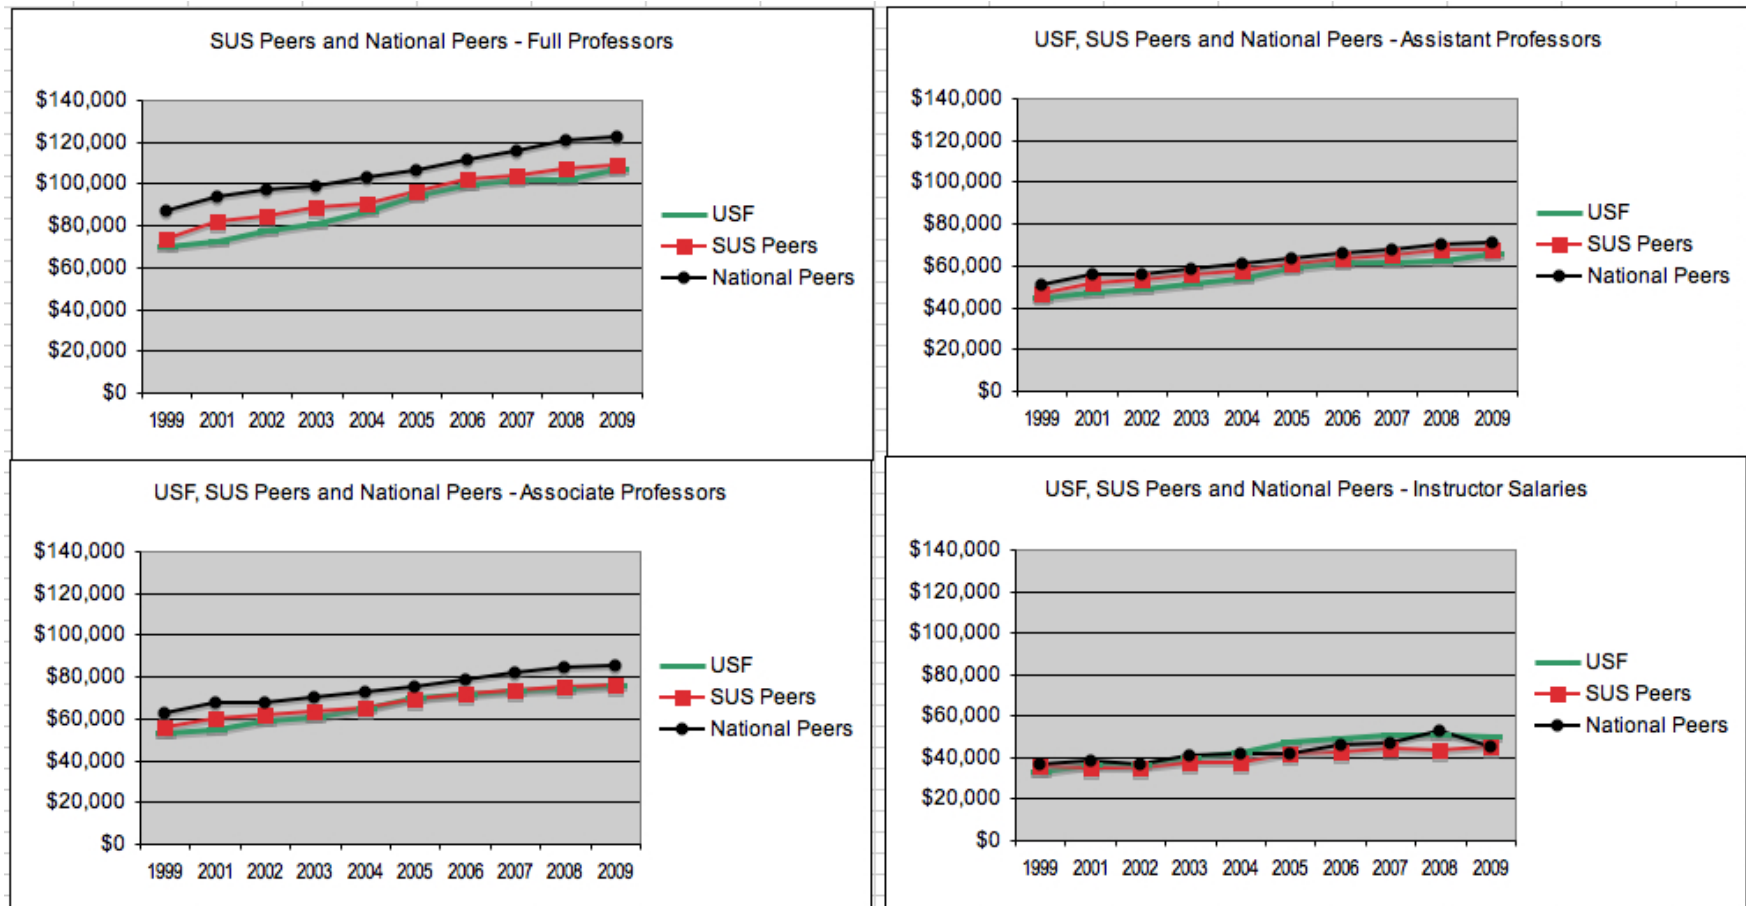 SUS Peers and National Peers - Full Professors
$140,000
$120,000
$100,000
$80,000
$60,000
$40,000
$20,000
$0
1999 2001 2002 2003 2004 2005 2006 2007 2008 2009
USF
SUS Peers
National Peers
USF, SUS Peers and National Peers - Assistant Professors
$140,000
$120,000
$100,000
$80,000
$60,000
$40,000
$20,000
$0
1999 2001 2002 2003 2004 2005 2006 2007 2008 2009
USF
SUS Peers
National Peers
USF, SUS Peers and National Peers - Associate Professors
$140,000
$120,000
$100,000
$80,000
$60,000
$40,000
$20,000
$0
1999 2001 2002 2003 2004 2005 2006 2007 2008 2009
USF
SUS Peers
National Peers
USF, SUS Peers and National Peers - Instructor Salaries
$140,000
$120,000
$100,000
$80,000
$60,000
$40,000
$20,000
$0
1999 2001 2002 2003 2004 2005 2006 2007 2008 2009
USF
SUS Peers
National Peers